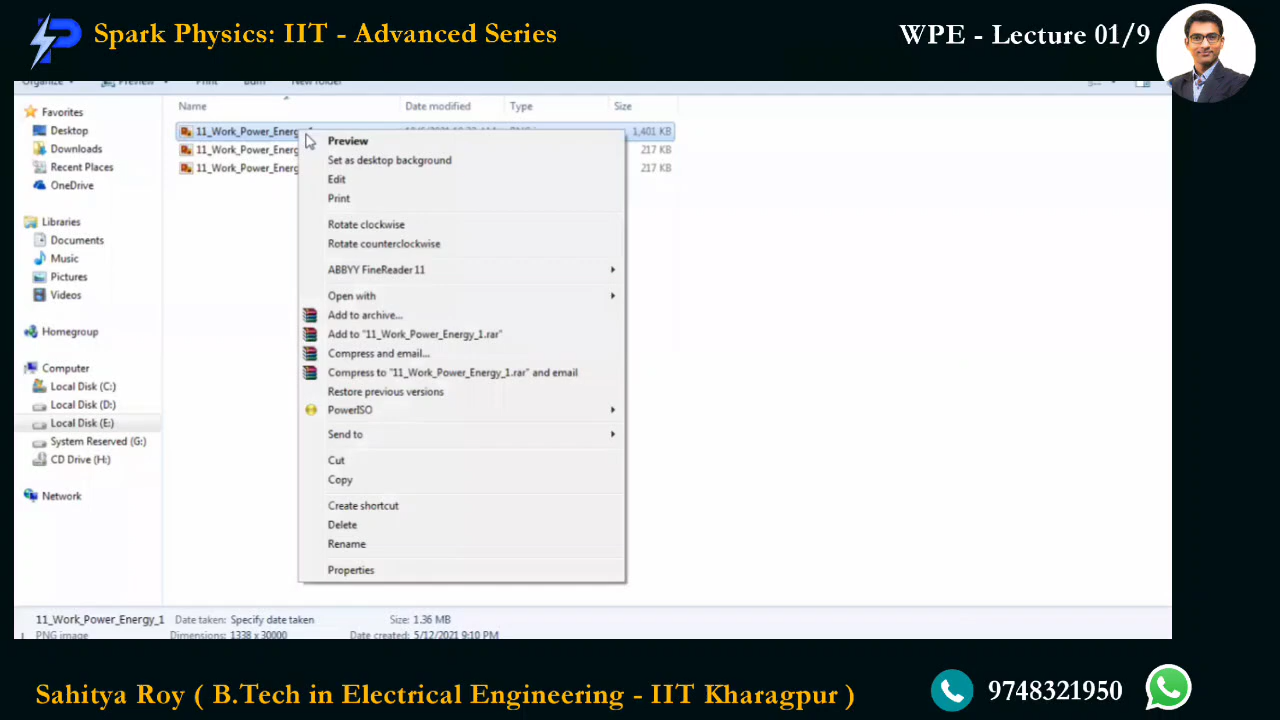 Spark Physics: IIT - Advanced Series
WPE - Lecture 01/9
Organize Preview Print Burn New folder
Name Date modified Type Size
Favorites
Desktop
Downloads
Recent Places
OneDrive
Libraries
Documents
Music
Pictures
Videos
Homegroup
Computer
Local Disk (C:)
Local Disk (D:)
Local Disk (E:)
System Reserved (G:)
CD Drive (H:)
Network
11_Work_Power_Energ 1,401 KB
11_Work_Power_Energ 217 KB
11_Work_Power_Energ 217 KB
Preview
Set as desktop background
Edit
Print
Rotate clockwise
Rotate counterclockwise
ABBYY FineReader 11
Open with
Add to archive...
Add to "11_Work_Power_Energy_1.rar"
Compress and email...
Compress to "11_Work_Power_Energy_1.rar" and email
Restore previous versions
PowerISO
Send to
Cut
Copy
Create shortcut
Delete
Rename
Properties
11_Work_Power_Energy_1 Date taken: Specify date taken Size: 1.36 MB
PNG image Dimensions: 1338 x 30000 Date created: 5/12/2021 9:10 PM
Sahitya Roy ( B.Tech in Electrical Engineering - IIT Kharagpur )
9748321950